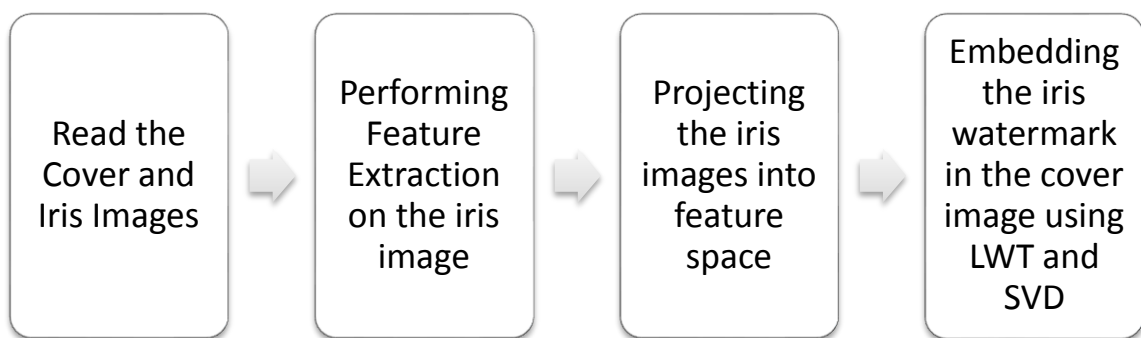 Read the
Cover and
Iris Images
Performing
Feature
Extraction
on the iris
image
Projecting
the iris
images into
feature
space
Embedding
the iris
watermark
in the cover
image using
LWT and
SVD